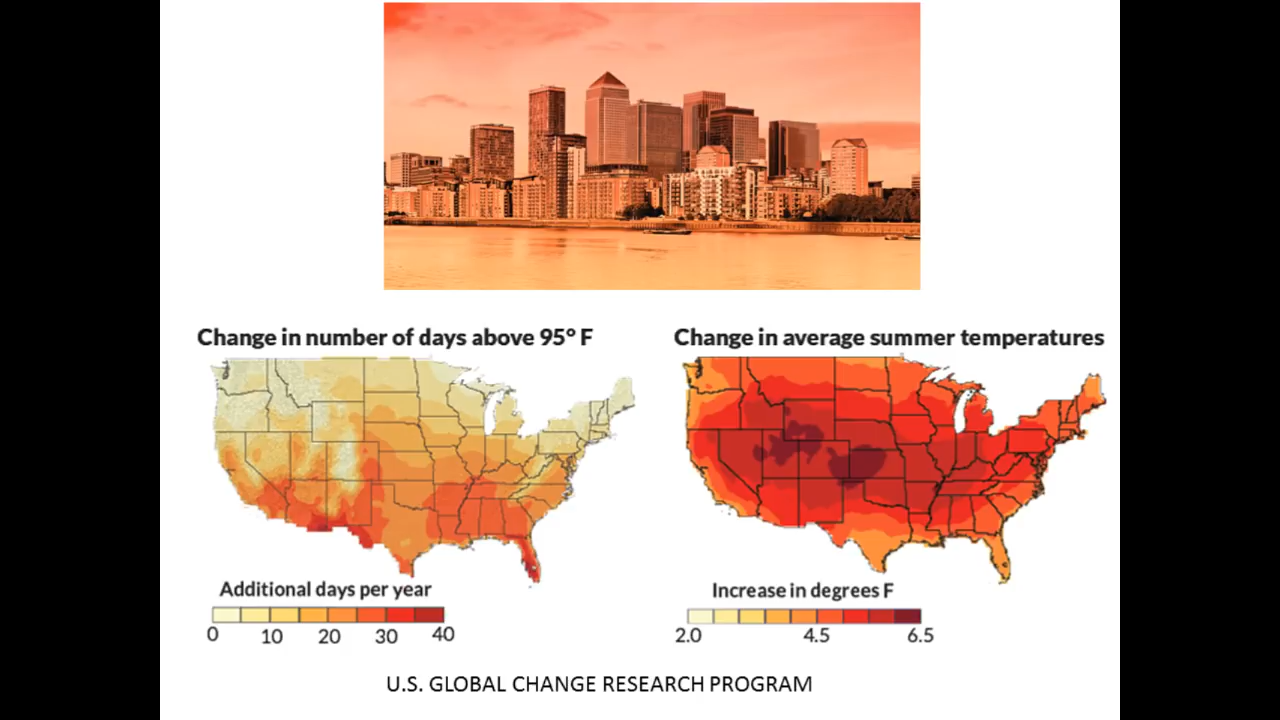 Change in number of days above 95° F
Change in average summer temperatures
Additional days per year
0 10 20 30 40
Increase in degrees F
2.0 4.5 6.5
U.S. GLOBAL CHANGE RESEARCH PROGRAM